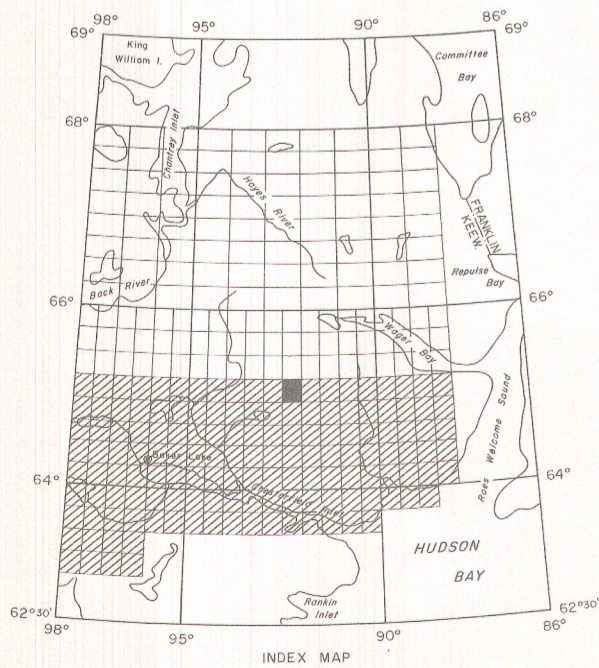 98° 95° 90° 86°
69° 69°
King
William I.
Committee
Bay
68° 68°
Chantrey Inlet
Hayes River
FRANKLIN
KEEW.
Repulse
Bay
Back River
66° 66°
Wager Bay
Roes Welcome Sound
Baker Lake
64° 64°
Chesterfield Inlet
HUDSON
BAY
Rankin
Inlet
62°30' 62°30'
98° 95° 90° 86°
INDEX MAP